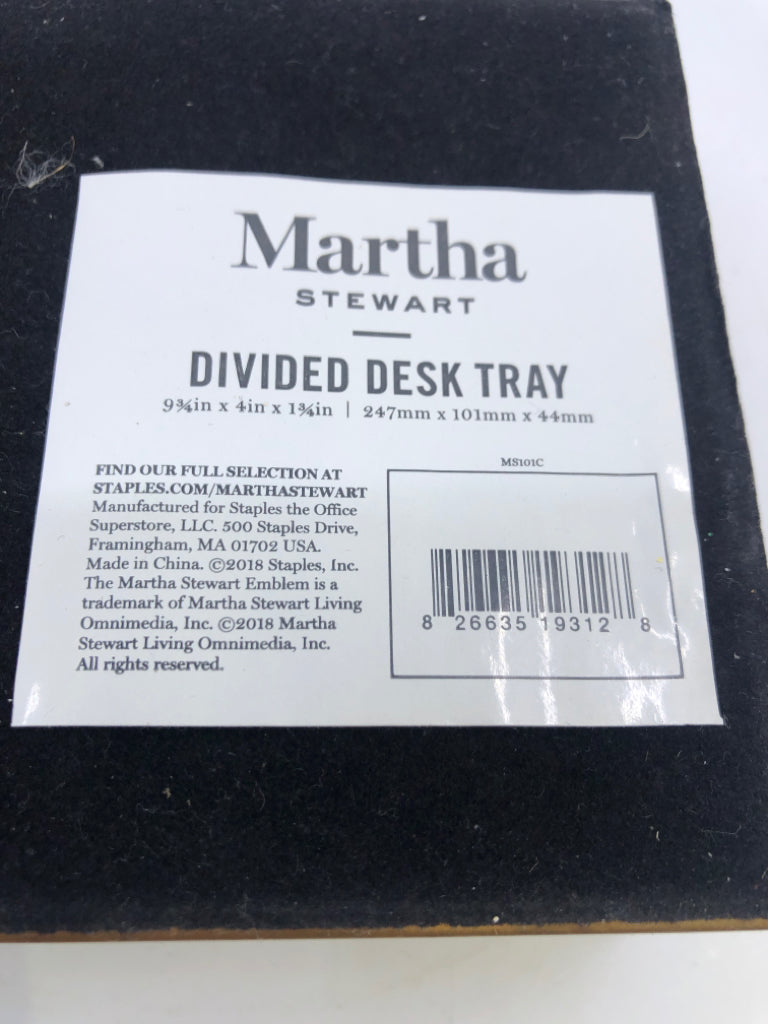 Martha
STEWART
DIVIDED DESK TRAY
9¾in x 4in x 1¾in | 247mm x 101mm x 44mm
FIND OUR FULL SELECTION AT
STAPLES.COM/MARTHASTEWART
Manufactured for Staples the Office
Superstore, LLC. 500 Staples Drive,
Framingham, MA 01702 USA.
Made in China. ©2018 Staples, Inc.
The Martha Stewart Emblem is a
trademark of Martha Stewart Living
Omnimedia, Inc. ©2018 Martha
Stewart Living Omnimedia, Inc.
All rights reserved.
MS101C
8 26635 19312 8